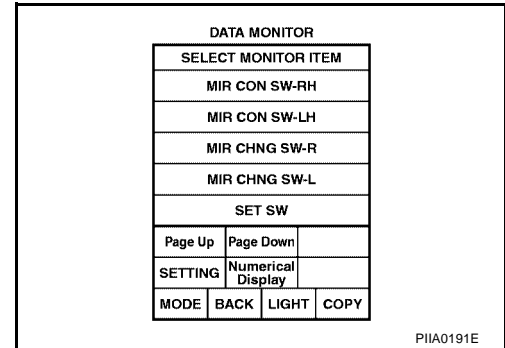 DATA MONITOR
SELECT MONITOR ITEM
MIR CON SW-RH
MIR CON SW-LH
MIR CHNG SW-R
MIR CHNG SW-L
SET SW
Page Up Page Down
SETTING Numerical Display
MODE BACK LIGHT COPY
PIIA0191E